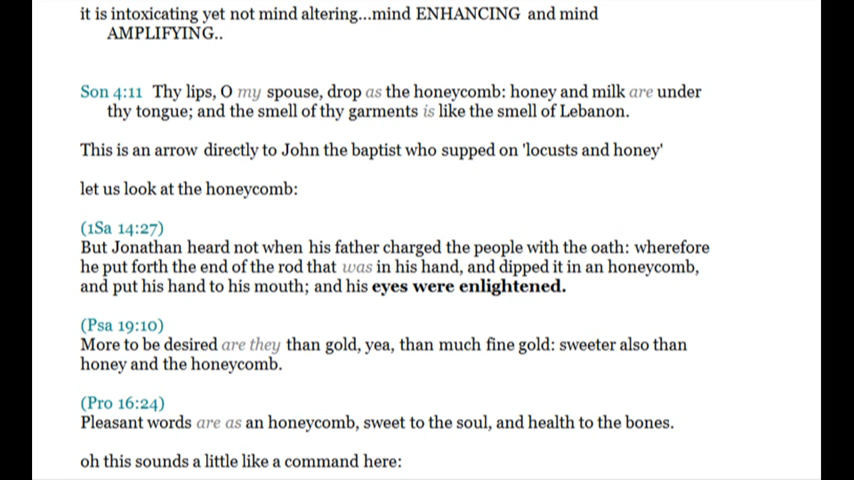 it is intoxicating yet not mind altering...mind ENHANCING and mind
AMPLIFYING..
Son 4:11 Thy lips, O my spouse, drop as the honeycomb: honey and milk are under
thy tongue; and the smell of thy garments is like the smell of Lebanon.
This is an arrow directly to John the baptist who supped on 'locusts and honey'
let us look at the honeycomb:
(1Sa 14:27)
But Jonathan heard not when his father charged the people with the oath: wherefore
he put forth the end of the rod that was in his hand, and dipped it in an honeycomb,
and put his hand to his mouth; and his eyes were enlightened.
(Psa 19:10)
More to be desired are they than gold, yea, than much fine gold: sweeter also than
honey and the honeycomb.
(Pro 16:24)
Pleasant words are as an honeycomb, sweet to the soul, and health to the bones.
oh this sounds a little like a command here: